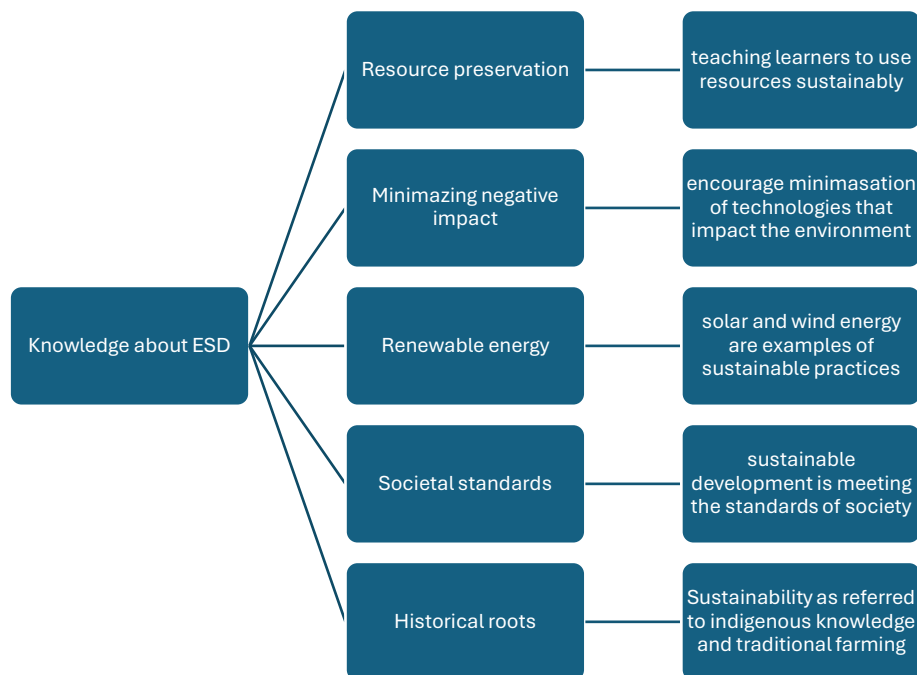 Resource preservation
teaching learners to use
resources sustainably
Minimazing negative
impact
encourage minimasation
of technologies that
impact the environment
Knowledge about ESD
Renewable energy
solar and wind energy
are examples of
sustainable practices
Societal standards
sustainable
development is meeting
the standards of society
Historical roots
Sustainability as referred
to indigenous knowledge
and traditional farming